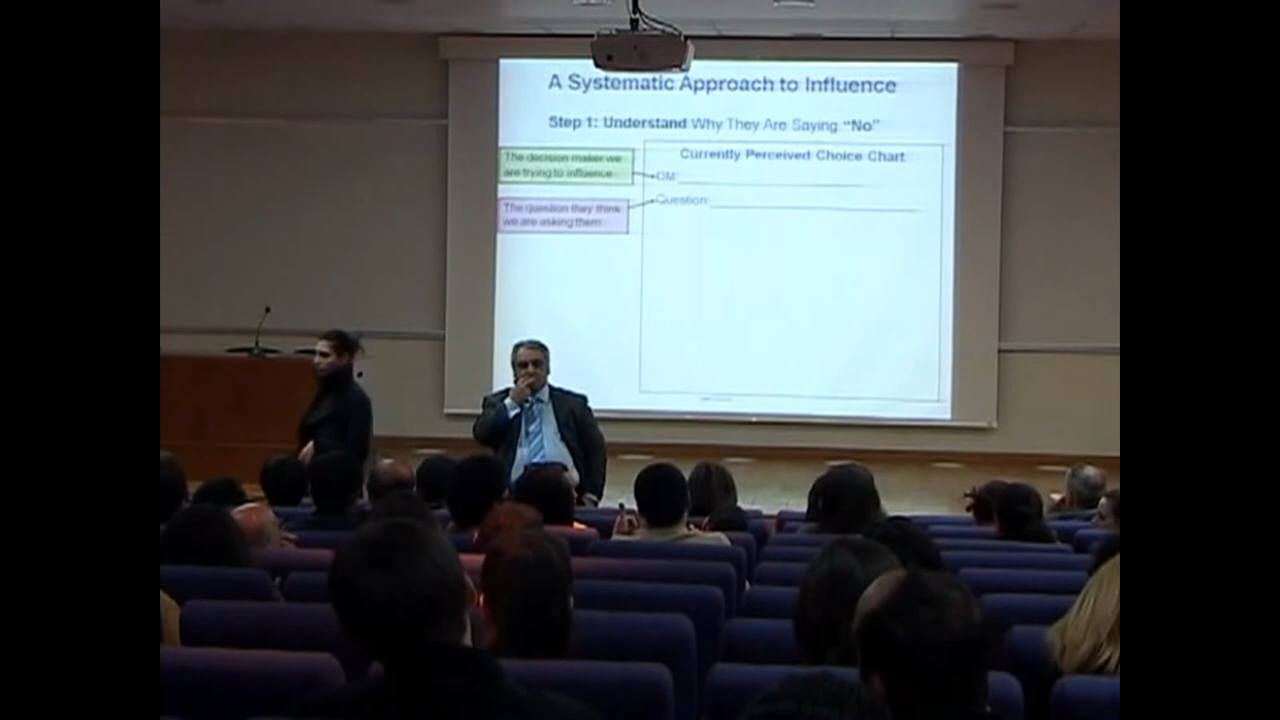 A Systematic Approach to Influence
Step 1: Understand Why They Are Saying "No"
Currently Perceived Choice Chart
The decision maker we
are trying to influence
DM:
The question they think
we are asking them
Question: